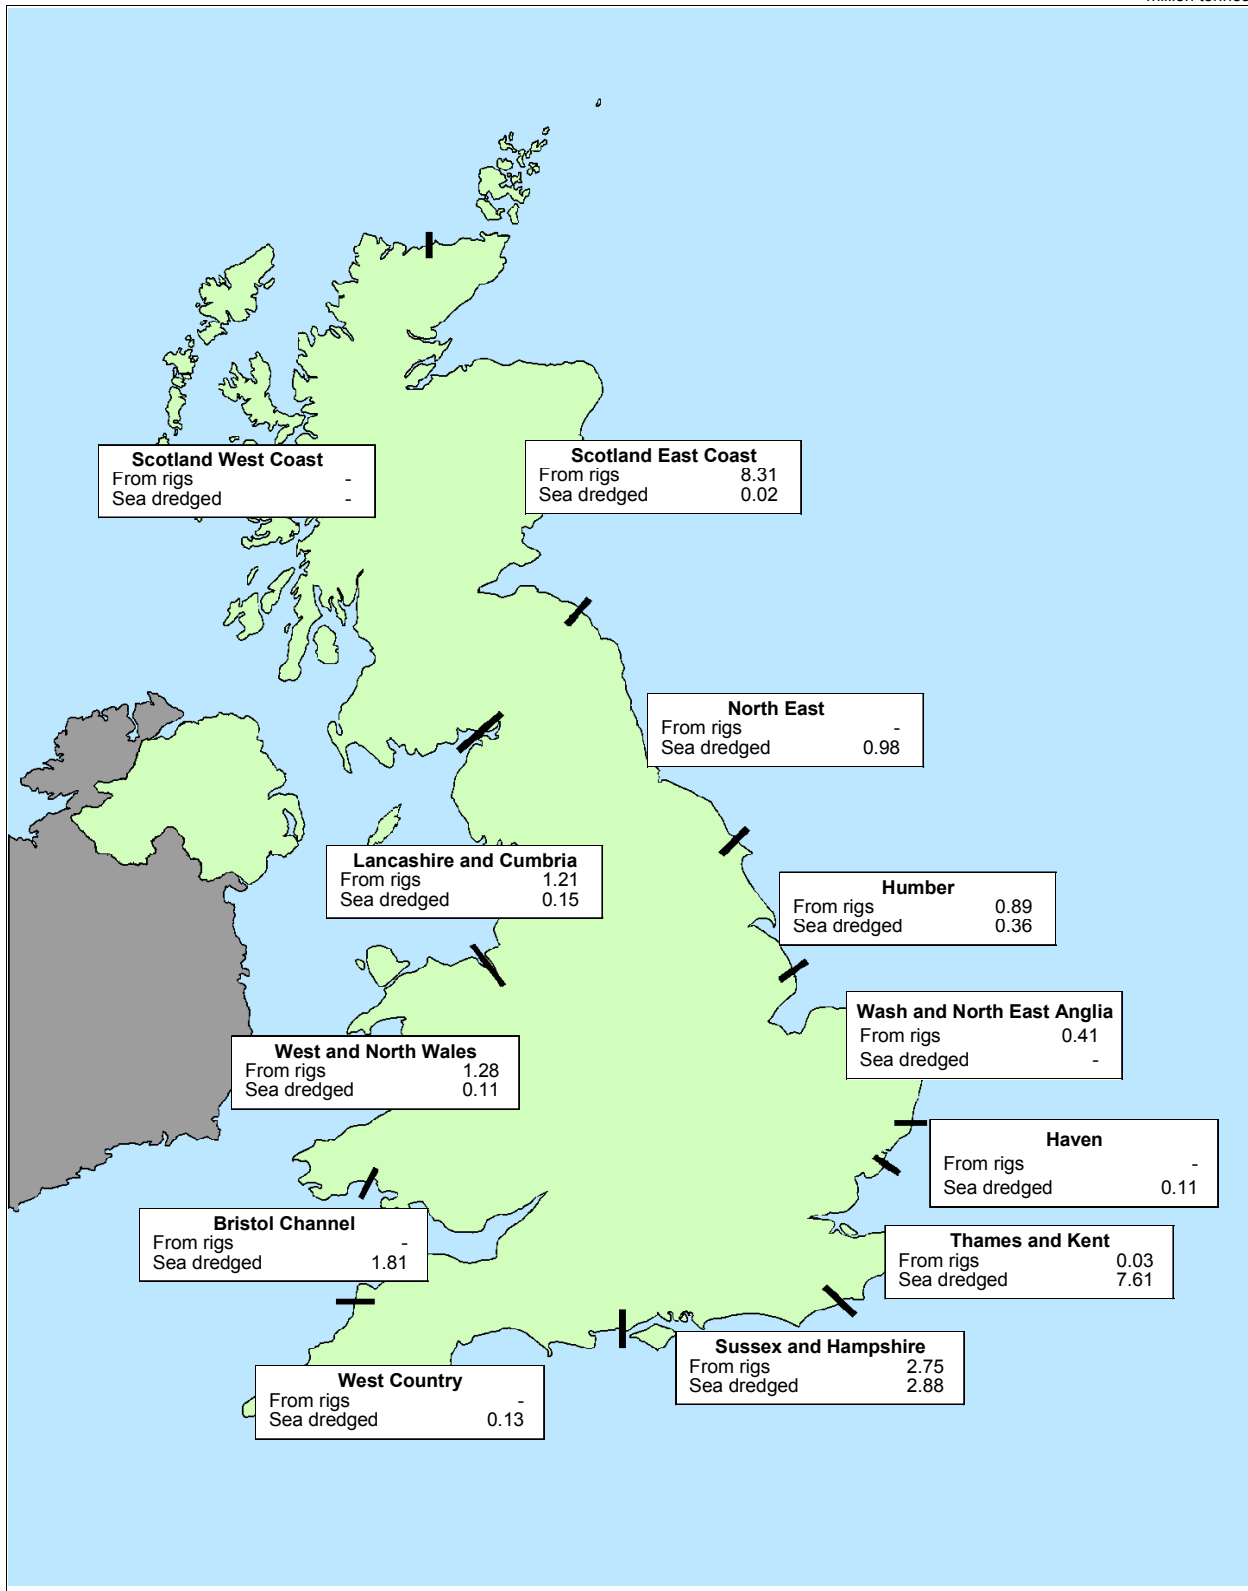 million tonnes
Scotland West Coast
From rigs -
Sea dredged -
Scotland East Coast
From rigs 8.31
Sea dredged 0.02
North East
From rigs -
Sea dredged 0.98
Lancashire and Cumbria
From rigs 1.21
Sea dredged 0.15
Humber
From rigs 0.89
Sea dredged 0.36
Wash and North East Anglia
From rigs 0.41
Sea dredged -
West and North Wales
From rigs 1.28
Sea dredged 0.11
Haven
From rigs -
Sea dredged 0.11
Bristol Channel
From rigs -
Sea dredged 1.81
Thames and Kent
From rigs 0.03
Sea dredged 7.61
Sussex and Hampshire
From rigs 2.75
Sea dredged 2.88
West Country
From rigs -
Sea dredged 0.13